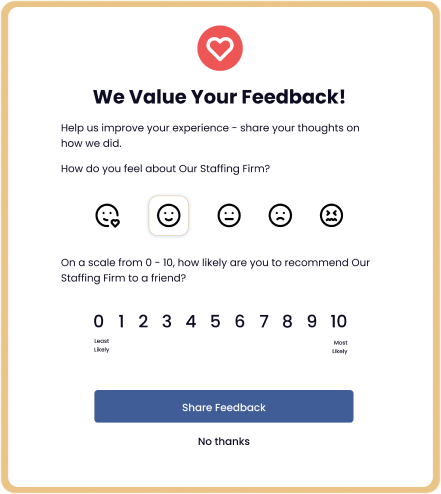 We Value Your Feedback!
Help us improve your experience - share your thoughts on
how we did.
How do you feel about Our Staffing Firm?
On a scale from 0 - 10, how likely are you to recommend Our
Staffing Firm to a friend?
0 1 2 3 4 5 6 7 8 9 10
Least
Likely
Most
Likely
Share Feedback
No thanks